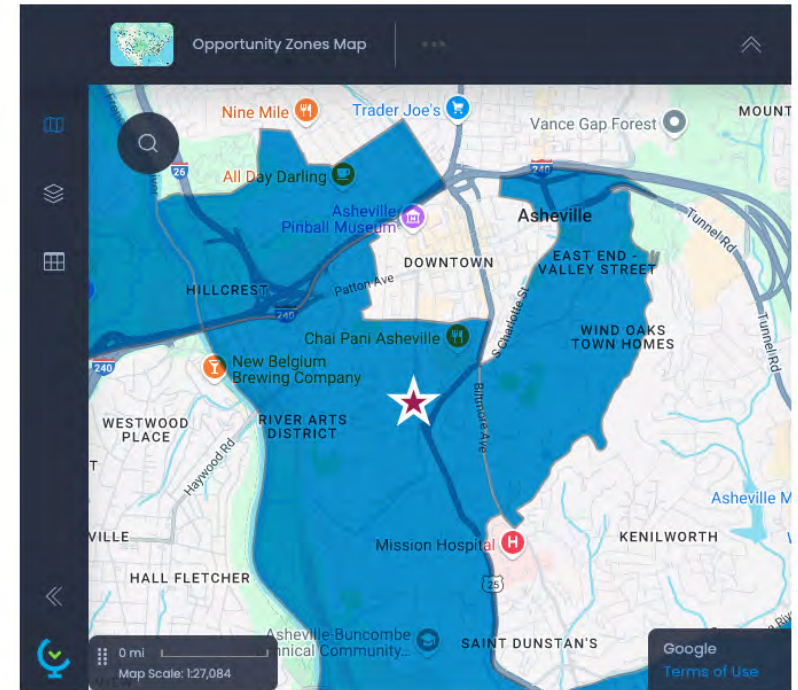 Opportunity Zones Map
Nine Mile
Trader Joe's
Vance Gap Forest
MOUNT
26
All Day Darling
240
Asheville
Pinball Museum
Asheville
Tunnel Rd
DOWNTOWN
EAST END -
VALLEY STREET
HILLCREST
Patton Ave
240
S Charlotte St
Chai Pani Asheville
WIND OAKS
TOWN HOMES
Tunnel Rd
240
New Belgium
Brewing Company
Biltmore Ave
WESTWOOD
PLACE
RIVER ARTS
DISTRICT
Haywood Rd
T
Asheville M
VILLE
Mission Hospital
H
KENILWORTH
HALL FLETCHER
25
Asheville-Buncombe
hnical Community...
SAINT DUNSTAN'S
0 mi
Map Scale: 1:27,084
Google
Terms of Use